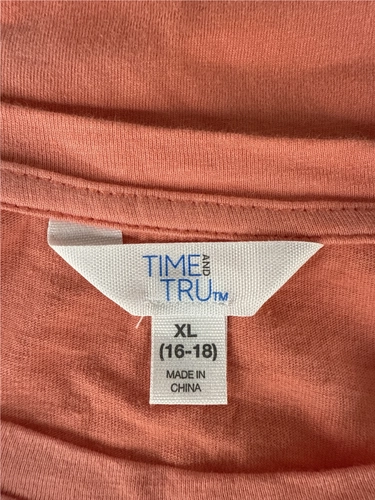 TIME AND
TRU™
XL
(16-18)
MADE IN
CHINA